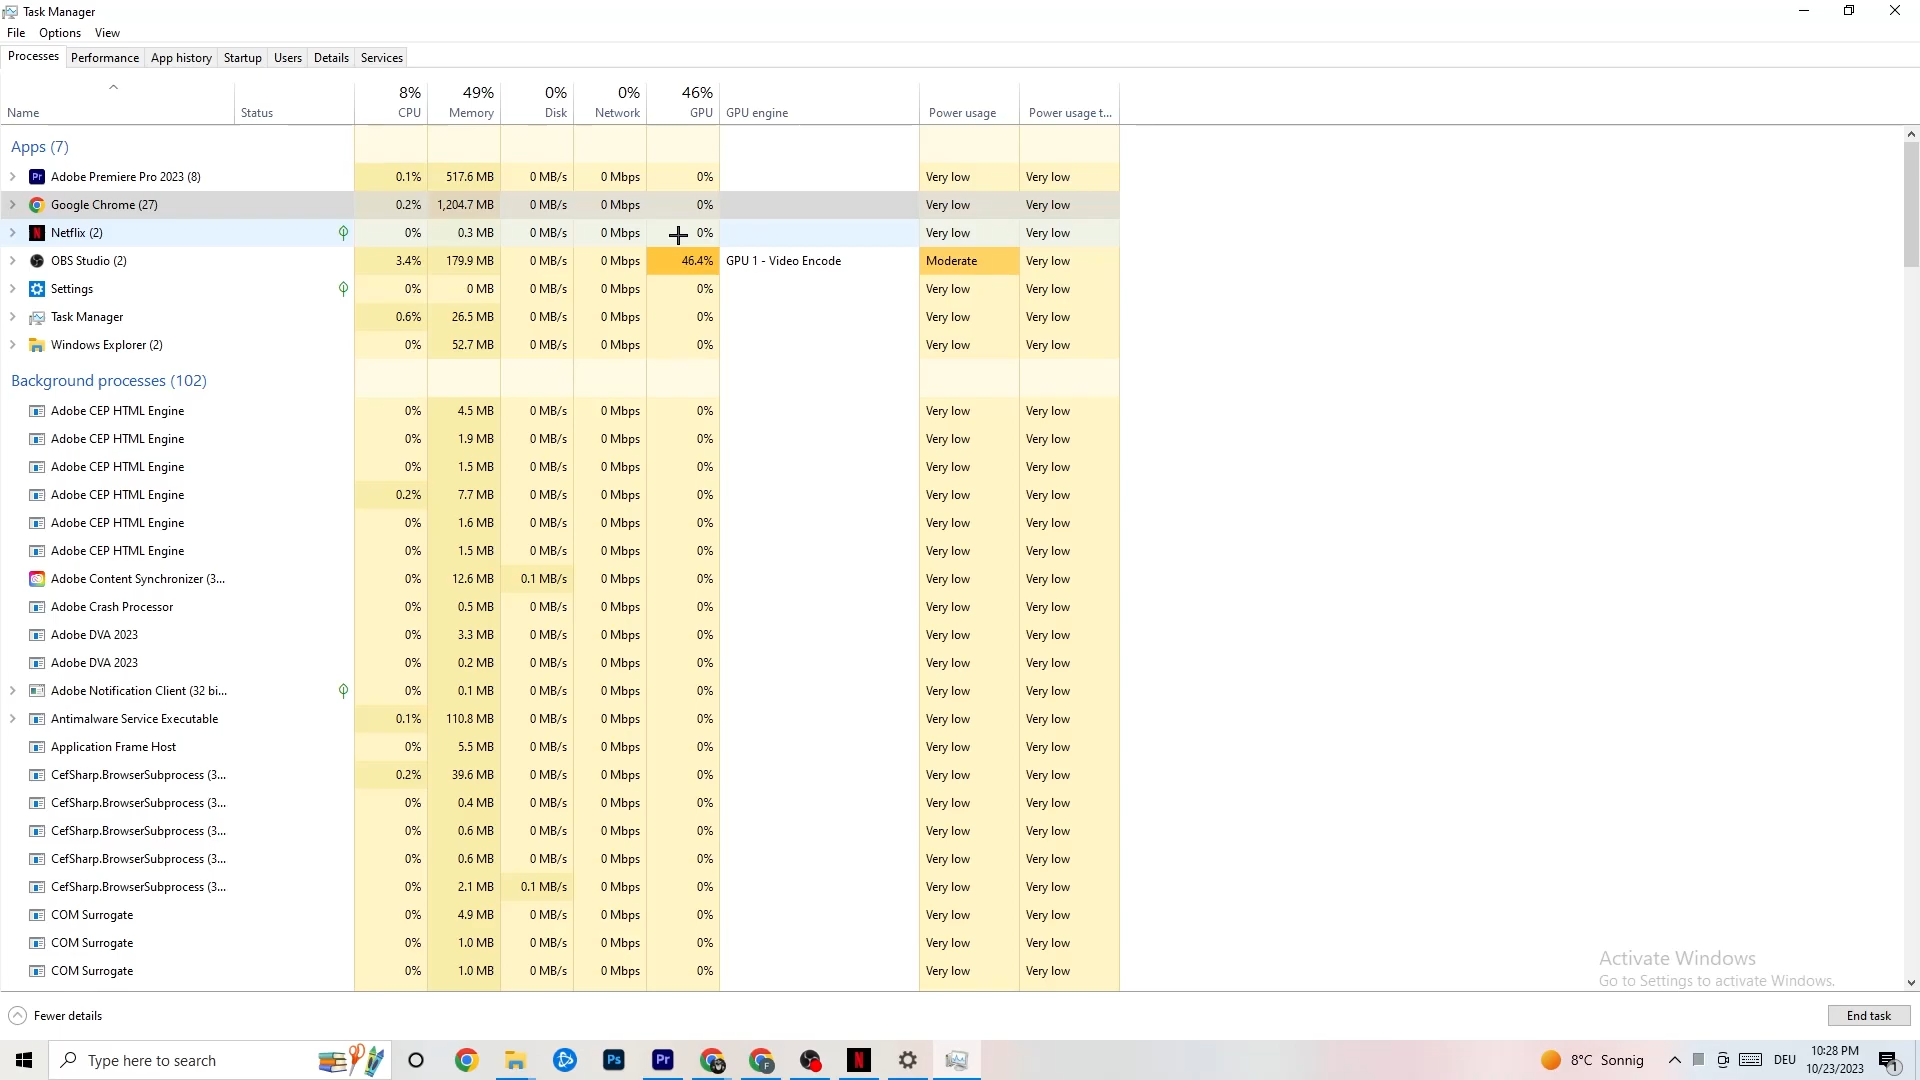 Task Manager
File Options View
Processes Performance App history Startup Users Details Services
8% 49% 0% 0% 46%
Name Status CPU Memory Disk Network GPU GPU engine Power usage Power usage t...
Apps (7)
Pr Adobe Premiere Pro 2023 (8) 0.1% 517.6 MB 0 MB/s 0 Mbps 0% Very low Very low
Google Chrome (27) 0.2% 1,204.7 MB 0 MB/s 0 Mbps 0% Very low Very low
N Netflix (2) 0% 0.3 MB 0 MB/s 0 Mbps 0% Very low Very low
OBS Studio (2) 3.4% 179.9 MB 0 MB/s 0 Mbps 46.4% GPU 1 - Video Encode Moderate Very low
Settings 0% 0 MB 0 MB/s 0 Mbps 0% Very low Very low
Task Manager 0.6% 26.5 MB 0 MB/s 0 Mbps 0% Very low Very low
Windows Explorer (2) 0% 52.7 MB 0 MB/s 0 Mbps 0% Very low Very low
Background processes (102)
Adobe CEP HTML Engine 0% 4.5 MB 0 MB/s 0 Mbps 0% Very low Very low
Adobe CEP HTML Engine 0% 1.9 MB 0 MB/s 0 Mbps 0% Very low Very low
Adobe CEP HTML Engine 0% 1.5 MB 0 MB/s 0 Mbps 0% Very low Very low
Adobe CEP HTML Engine 0.2% 7.7 MB 0 MB/s 0 Mbps 0% Very low Very low
Adobe CEP HTML Engine 0% 1.6 MB 0 MB/s 0 Mbps 0% Very low Very low
Adobe CEP HTML Engine 0% 1.5 MB 0 MB/s 0 Mbps 0% Very low Very low
Adobe Content Synchronizer (3... 0% 12.6 MB 0.1 MB/s 0 Mbps 0% Very low Very low
Adobe Crash Processor 0% 0.5 MB 0 MB/s 0 Mbps 0% Very low Very low
Adobe DVA 2023 0% 3.3 MB 0 MB/s 0 Mbps 0% Very low Very low
Adobe DVA 2023 0% 0.2 MB 0 MB/s 0 Mbps 0% Very low Very low
Adobe Notification Client (32 bi... 0% 0.1 MB 0 MB/s 0 Mbps 0% Very low Very low
Antimalware Service Executable 0.1% 110.8 MB 0 MB/s 0 Mbps 0% Very low Very low
Application Frame Host 0% 5.5 MB 0 MB/s 0 Mbps 0% Very low Very low
CefSharp.BrowserSubprocess (3... 0.2% 39.6 MB 0 MB/s 0 Mbps 0% Very low Very low
CefSharp.BrowserSubprocess (3... 0% 0.4 MB 0 MB/s 0 Mbps 0% Very low Very low
CefSharp.BrowserSubprocess (3... 0% 0.6 MB 0 MB/s 0 Mbps 0% Very low Very low
CefSharp.BrowserSubprocess (3... 0% 0.6 MB 0 MB/s 0 Mbps 0% Very low Very low
CefSharp.BrowserSubprocess (3... 0% 2.1 MB 0.1 MB/s 0 Mbps 0% Very low Very low
COM Surrogate 0% 4.9 MB 0 MB/s 0 Mbps 0% Very low Very low
COM Surrogate 0% 1.0 MB 0 MB/s 0 Mbps 0% Very low Very low
COM Surrogate 0% 1.0 MB 0 MB/s 0 Mbps 0% Very low Very low
Activate Windows
Go to Settings to activate Windows.
Fewer details End task
Type here to search Ps Pr F N 8°C Sonnig DEU 10:28 PM
10/23/2023 1